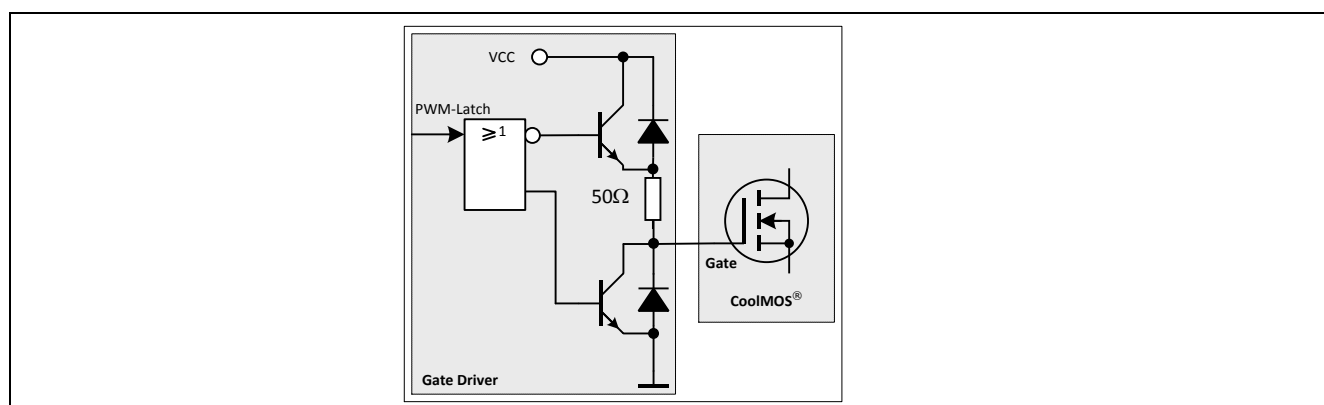 VCC
PWM-Latch
≥1
50Ω
Gate
CoolMOS®
Gate Driver